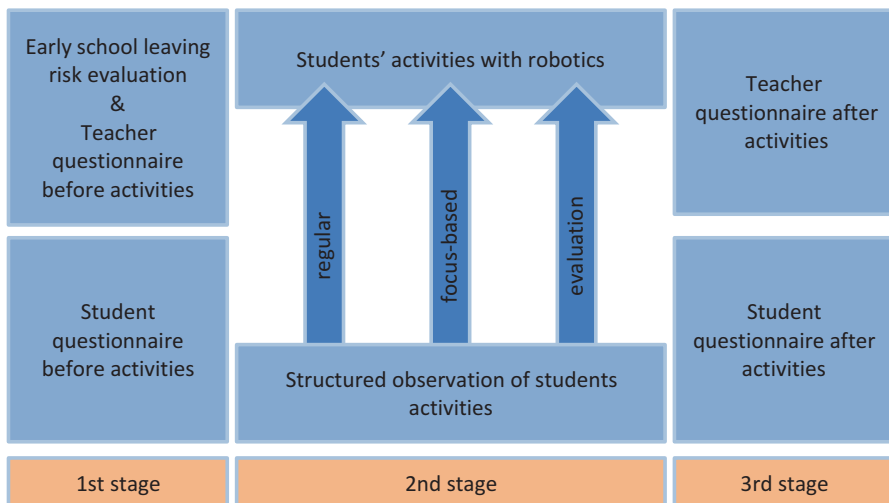 Early school leaving
risk evaluation
&
Teacher
questionnaire
before activities
Student
questionnaire
before activities
1st stage
Students’ activities with robotics
regular
focus-based
evaluation
Structured observation of students
activities
2nd stage
Teacher
questionnaire after
activities
Student
questionnaire after
activities
3rd stage